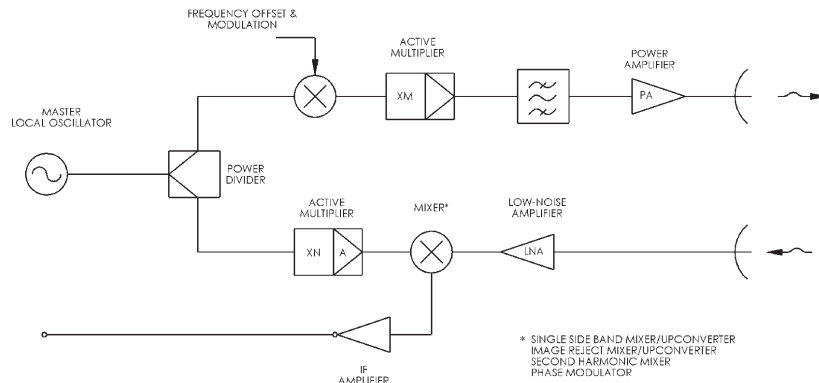 FREQUENCY OFFSET &
MODULATION
ACTIVE
MULTIPLIER
POWER
AMPLIFIER
XM
PA
MASTER
LOCAL OSCILLATOR
POWER
DIVIDER
ACTIVE
MULTIPLIER
MIXER*
LOW-NOISE
AMPLIFIER
XN
A
LNA
IF
AMPLIFIER
* SINGLE SIDE BAND MIXER/UPCONVERTER
IMAGE REJECT MIXER/UPCONVERTER
SECOND HARMONIC MIXER
PHASE MODULATOR